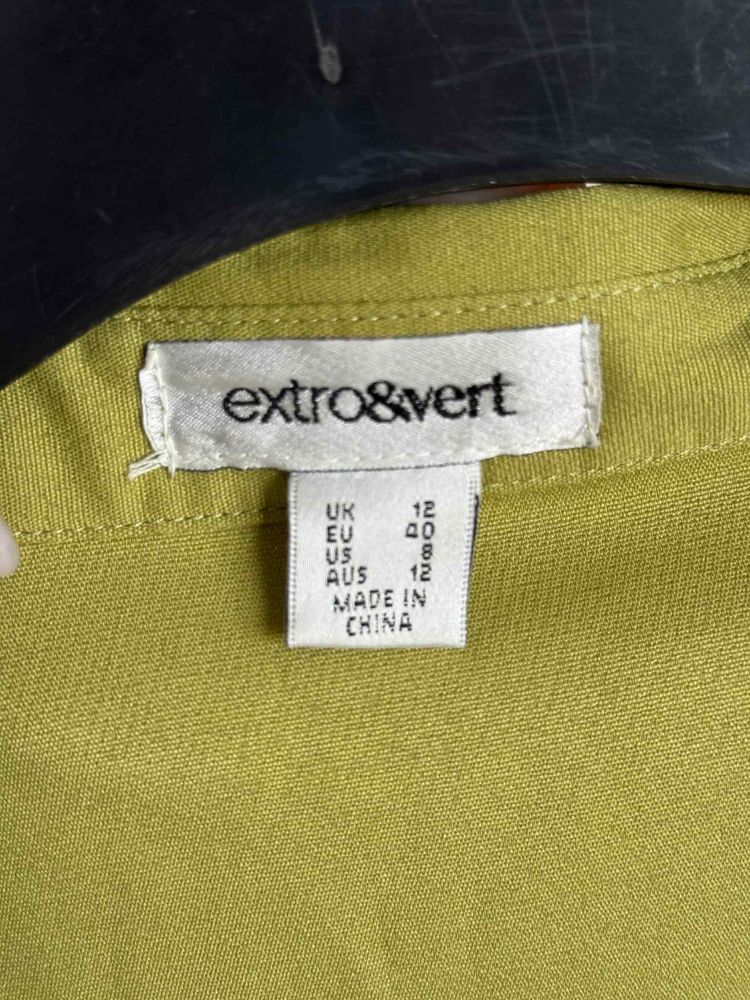 extro&vert
UK 12
EU 40
US 8
AUS 12
MADE IN
CHINA